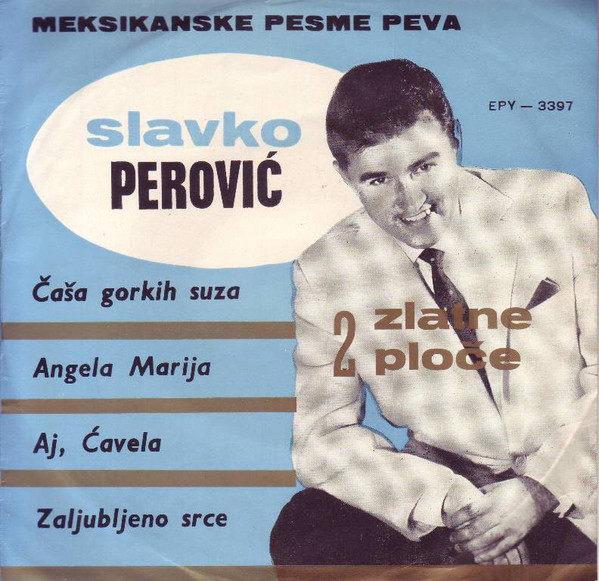 MEKSIKANSKE PESME PEVA
EPY — 3397
slavko
PEROVIĆ
Čaša gorkih suza
Angela Marija
Aj, Ćavela
Zaljubljeno srce
2 zlatne
ploče